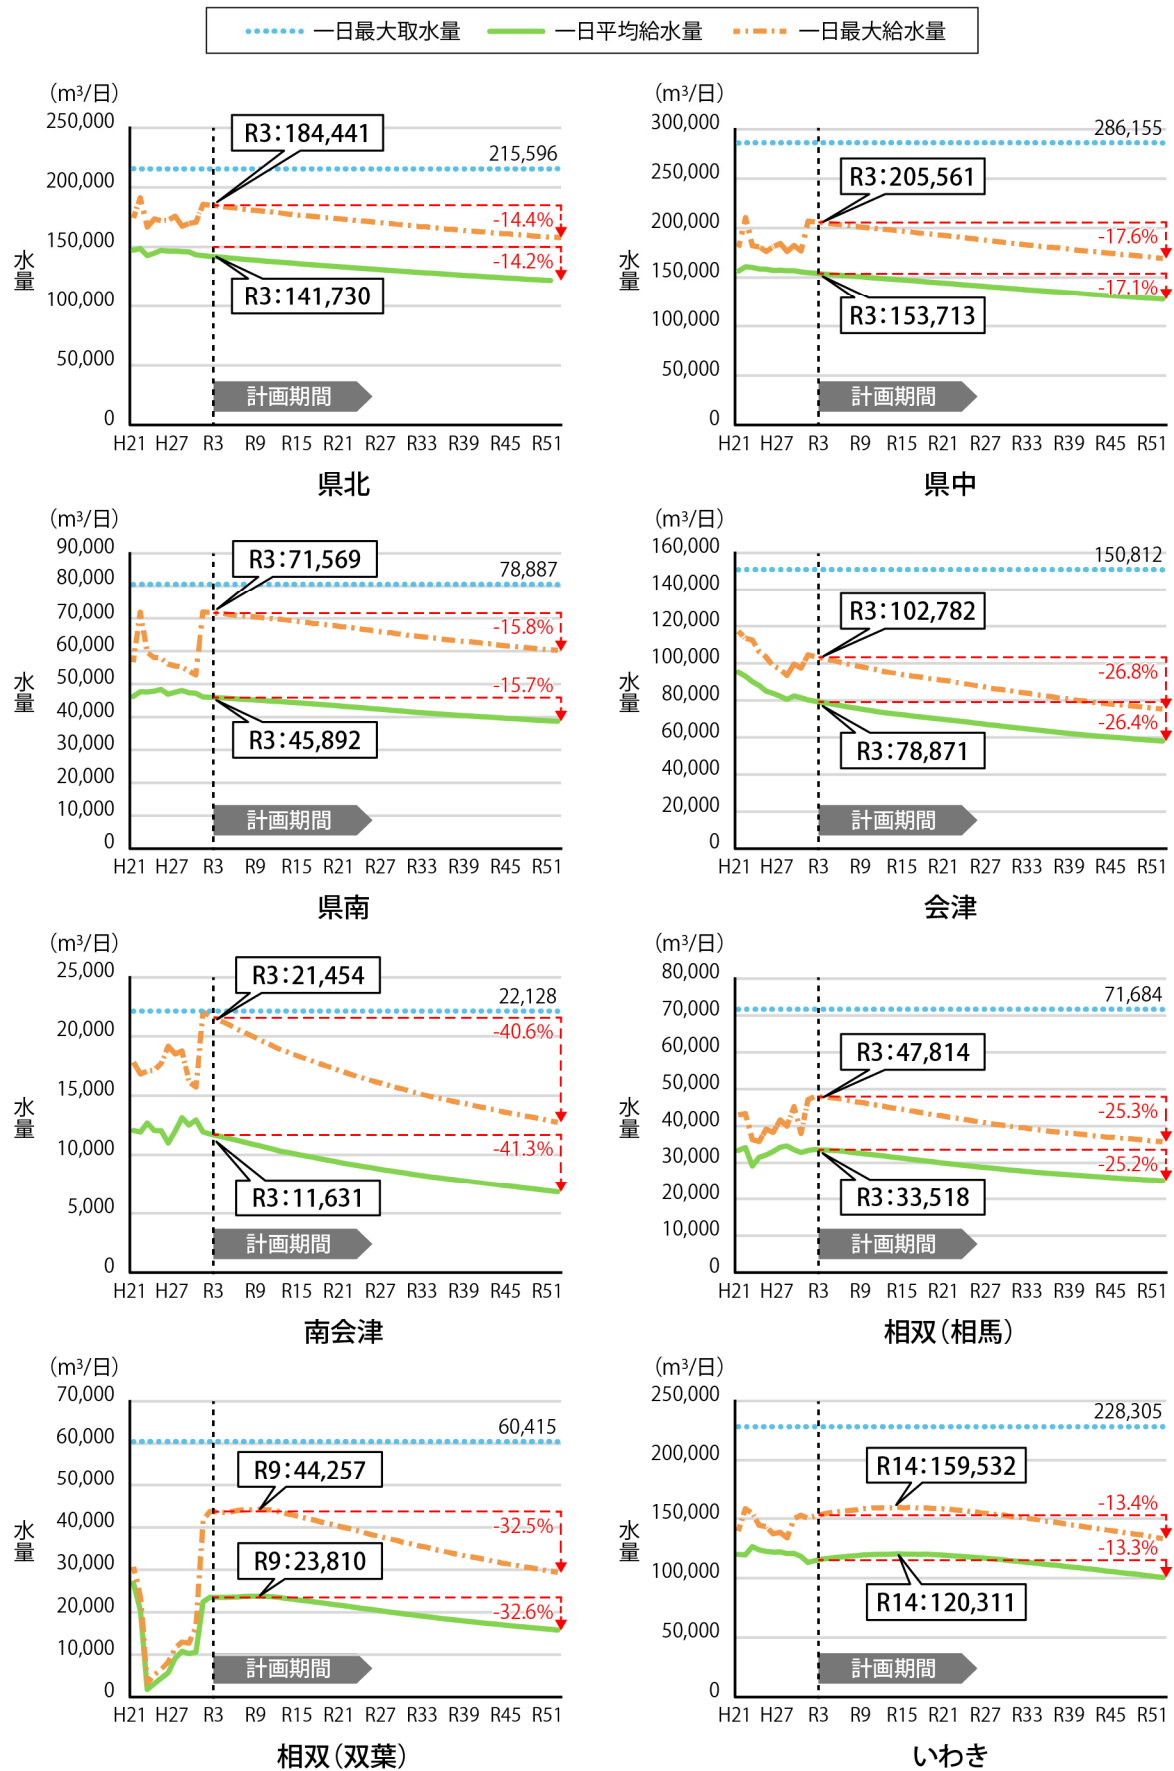 一日最大取水量 一日平均給水量 一日最大給水量
(m³/日)
250,000
200,000
150,000
100,000
50,000
0
水量
R3：184,441
215,596
-14.4%
-14.2%
R3：141,730
計画期間
H21 H27 R3 R9 R15 R21 R27 R33 R39 R45 R51
県北
(m³/日)
300,000
250,000
200,000
150,000
100,000
50,000
0
水量
286,155
R3：205,561
-17.6%
-17.1%
R3：153,713
計画期間
H21 H27 R3 R9 R15 R21 R27 R33 R39 R45 R51
県中
(m³/日)
90,000
80,000
70,000
60,000
50,000
40,000
30,000
20,000
10,000
0
水量
R3：71,569
78,887
-15.8%
-15.7%
R3：45,892
計画期間
H21 H27 R3 R9 R15 R21 R27 R33 R39 R45 R51
県南
(m³/日)
160,000
140,000
120,000
100,000
80,000
60,000
40,000
20,000
0
水量
150,812
R3：102,782
-26.8%
-26.4%
R3：78,871
計画期間
H21 H27 R3 R9 R15 R21 R27 R33 R39 R45 R51
会津
(m³/日)
25,000
20,000
15,000
10,000
5,000
0
水量
R3：21,454
22,128
-40.6%
-41.3%
R3：11,631
計画期間
H21 H27 R3 R9 R15 R21 R27 R33 R39 R45 R51
南会津
(m³/日)
80,000
70,000
60,000
50,000
40,000
30,000
20,000
10,000
0
水量
71,684
R3：47,814
-25.3%
-25.2%
R3：33,518
計画期間
H21 H27 R3 R9 R15 R21 R27 R33 R39 R45 R51
相双（相馬）
(m³/日)
70,000
60,000
50,000
40,000
30,000
20,000
10,000
0
水量
60,415
R9：44,257
-32.5%
R9：23,810
-32.6%
計画期間
H21 H27 R3 R9 R15 R21 R27 R33 R39 R45 R51
相双（双葉）
(m³/日)
250,000
200,000
150,000
100,000
50,000
0
水量
228,305
R14：159,532
-13.4%
-13.3%
R14：120,311
計画期間
H21 H27 R3 R9 R15 R21 R27 R33 R39 R45 R51
いわき